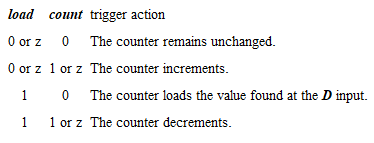 load count trigger action
0 or z 0 The counter remains unchanged.
0 or z 1 or z The counter increments.
1 0 The counter loads the value found at the D input.
1 1 or z The counter decrements.